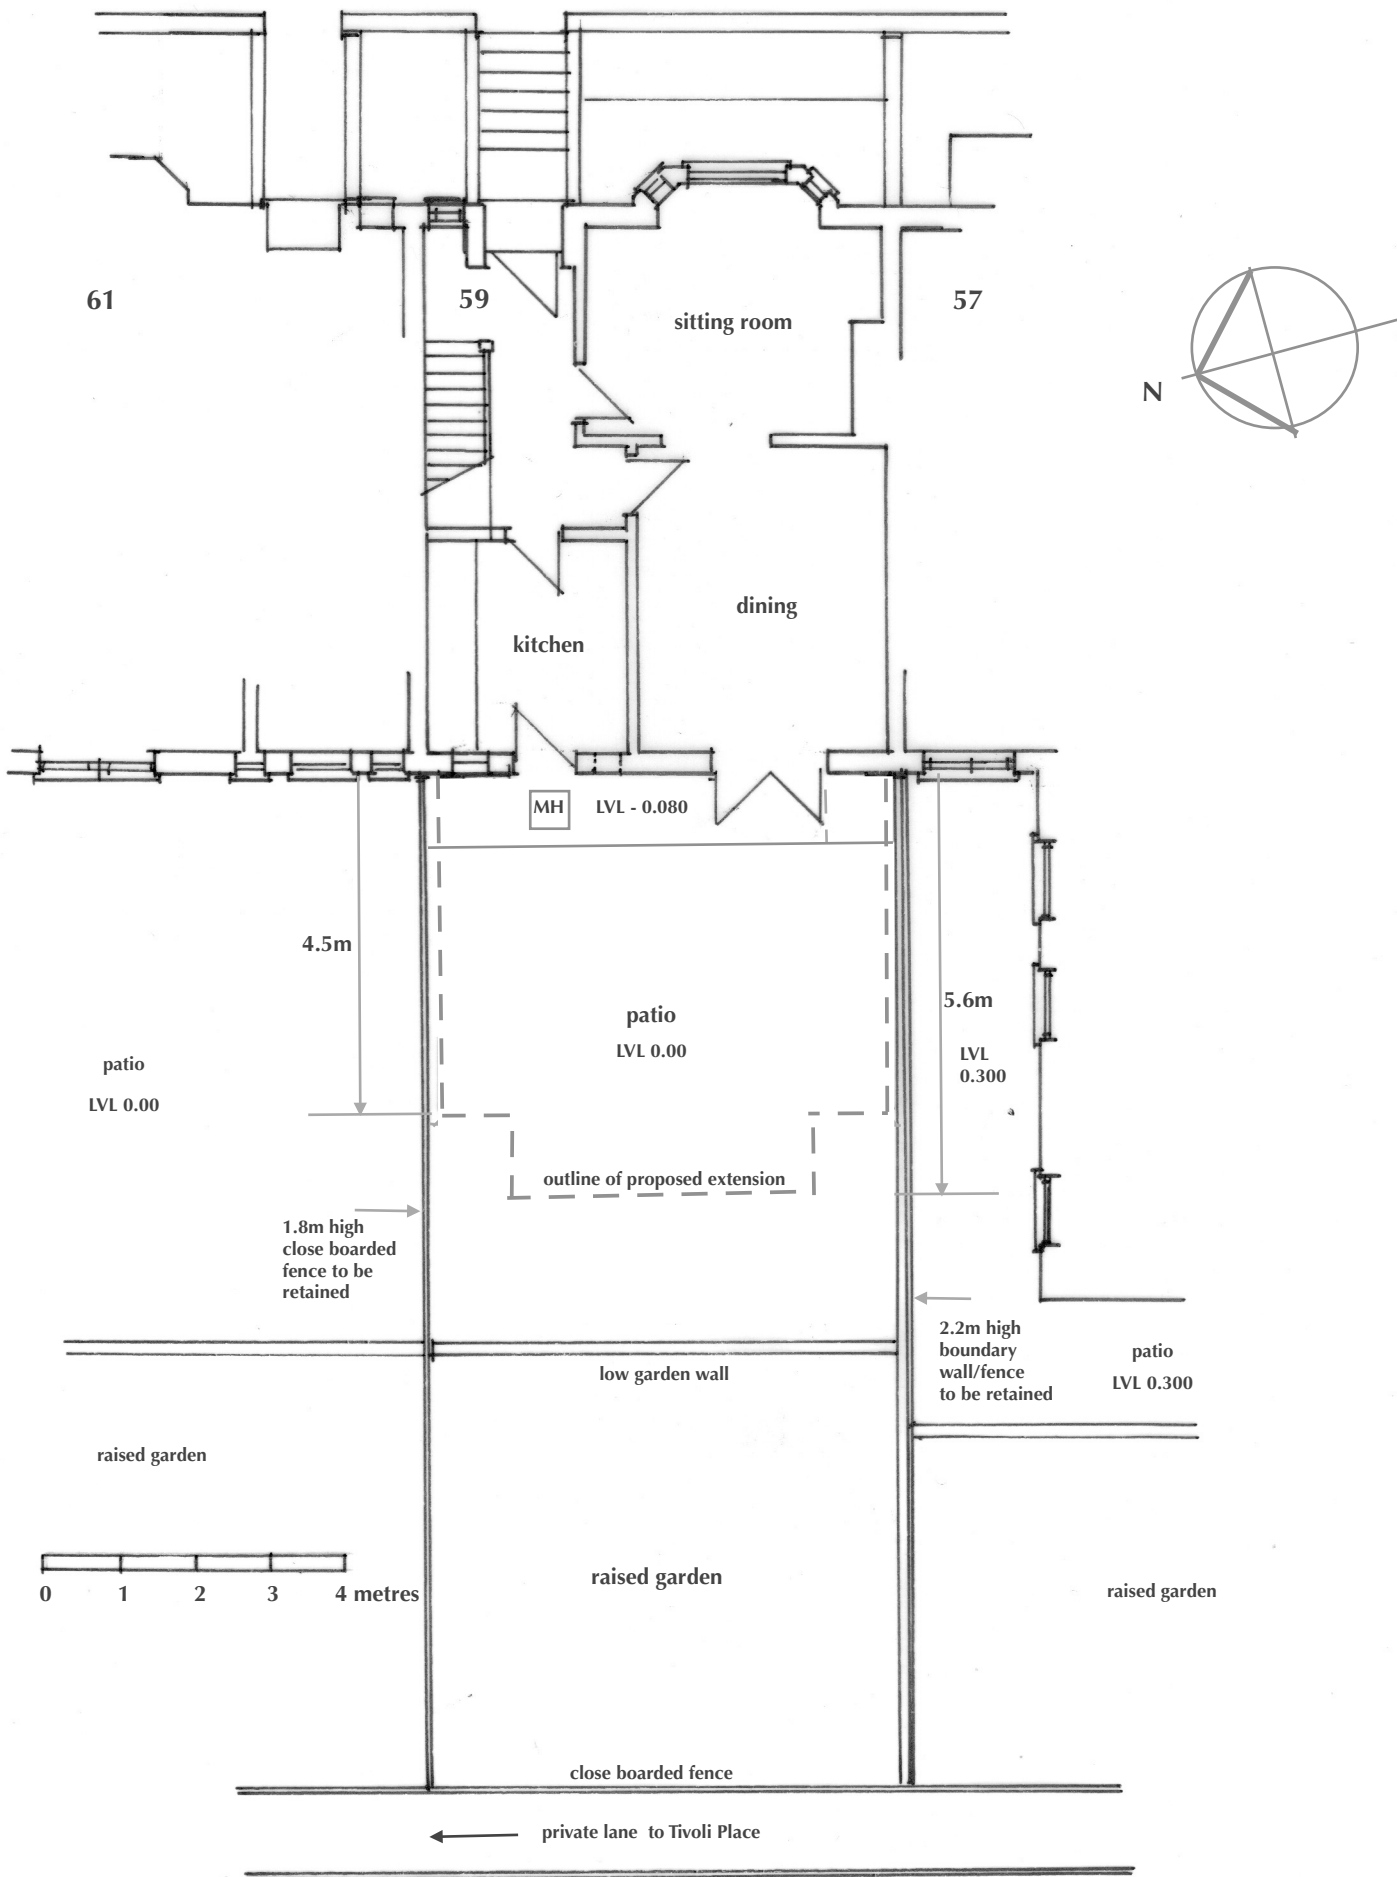 61
59
57
sitting room
N
dining
kitchen
MH
LVL - 0.080
4.5m
5.6m
patio
LVL 0.00
LVL
0.300
patio
LVL 0.00
outline of proposed extension
1.8m high
close boarded
fence to be
retained
2.2m high
boundary
wall/fence
to be retained
patio
LVL 0.300
low garden wall
raised garden
raised garden
raised garden
0 1 2 3 4 metres
close boarded fence
private lane to Tivoli Place